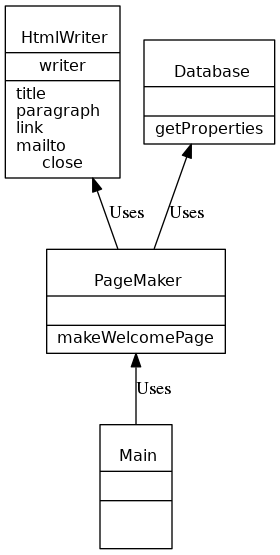 HtmlWriter
writer
title
paragraph
link
mailto
close
Database
getProperties
Uses
Uses
PageMaker
makeWelcomePage
Uses
Main